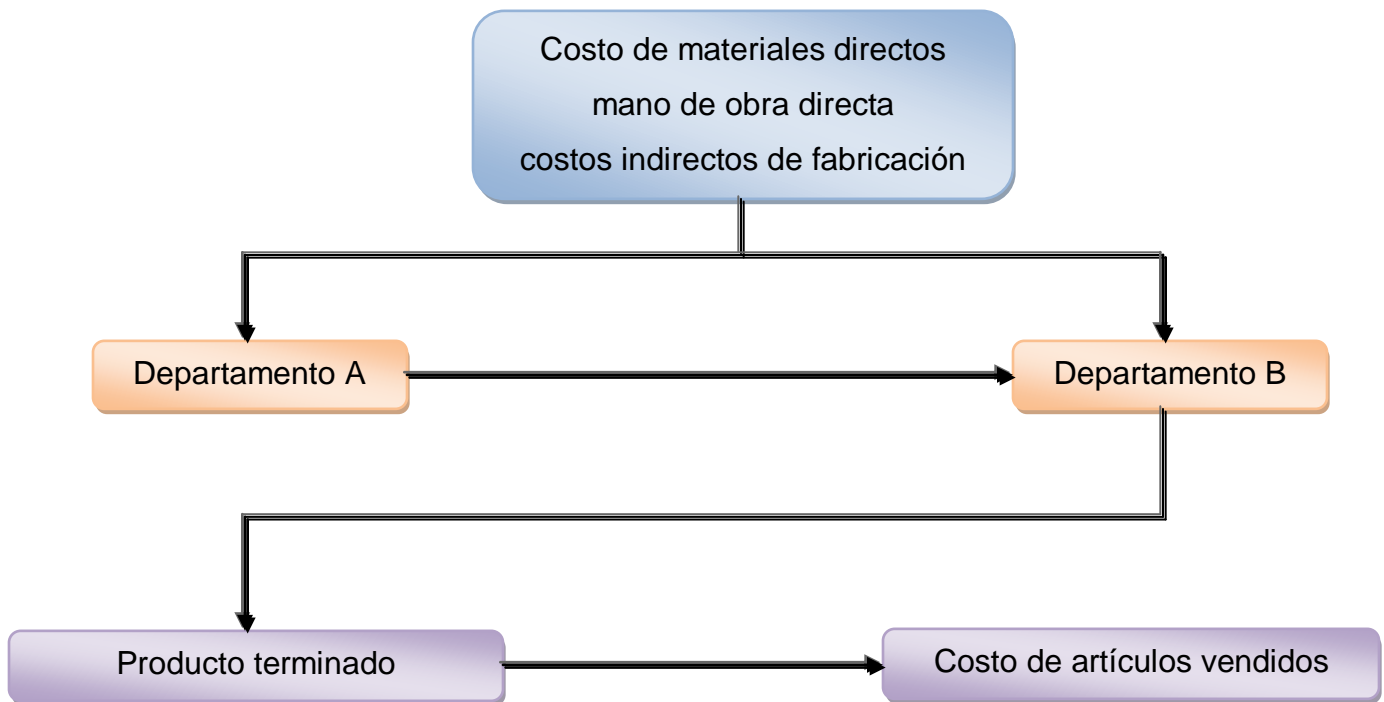 Costo de materiales directos
mano de obra directa
costos indirectos de fabricación
Departamento A
Departamento B
Producto terminado
Costo de artículos vendidos